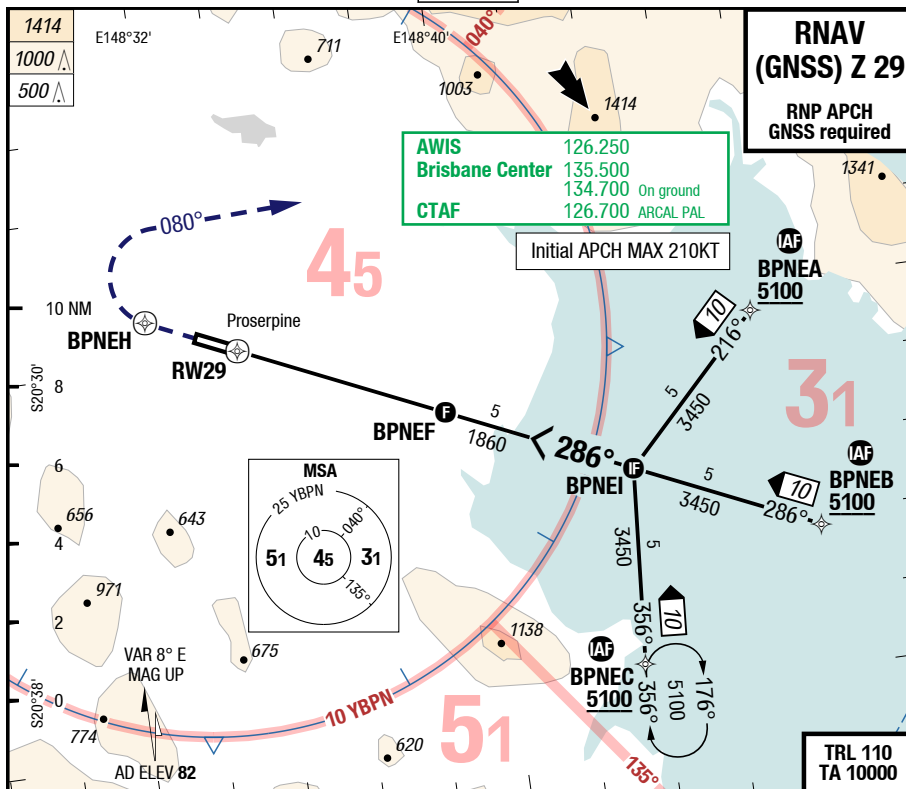 1414
1000
500
E148°32'
E148°40'
711
1003
040°
1414
RNAV
(GNSS) Z 29
RNP APCH
GNSS required
AWIS 126.250
Brisbane Center 135.500
134.700 On ground
CTAF 126.700 ARCAL PAL
1341
Initial APCH MAX 210KT
080°
45
IAF
BPNEA
5100
10
216°
5
3450
31
10 NM
BPNEH
Proserpine
RW29
S20°30'
8
BPNEF
F
5
1860
286°
IF
BPNEI
5
3450
10
286°
IAF
BPNEB
5100
6
656
643
4
MSA
25 YBPN
10
040°
51
45
31
135°
3450
5
971
2
675
1138
10
356°
IAF
BPNEC
5100
356°
5100
176°
VAR 8° E
MAG UP
S20°38'
0
774
AD ELEV 82
10 YBPN
620
51
135°
TRL 110
TA 10000